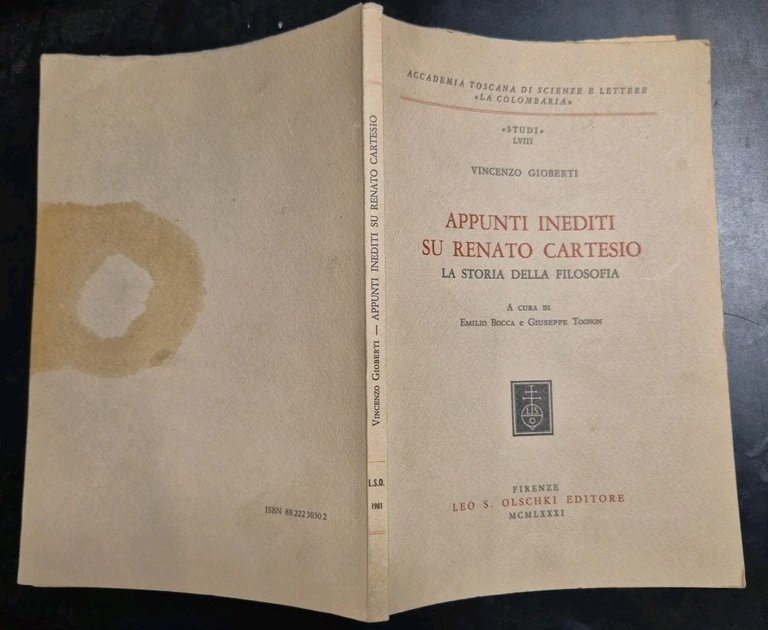 ACCADEMIA TOSCANA DI SCIENZE E LETTERE
«LA COLOMBARIA»
«STUDI»
LVIII
VINCENZO GIOBERTI
APPUNTI INEDITI
SU RENATO CARTESIO
LA STORIA DELLA FILOSOFIA
A CURA DI
EMILIO BOCCA E GIUSEPPE TOGNON
LS
O
FIRENZE
LEO S. OLSCHKI EDITORE
MCMLXXXI
VINCENZO GIOBERTI — APPUNTI INEDITI SU RENATO CARTESIO
L.S.O.
1981
ISBN 88.222.3030.2